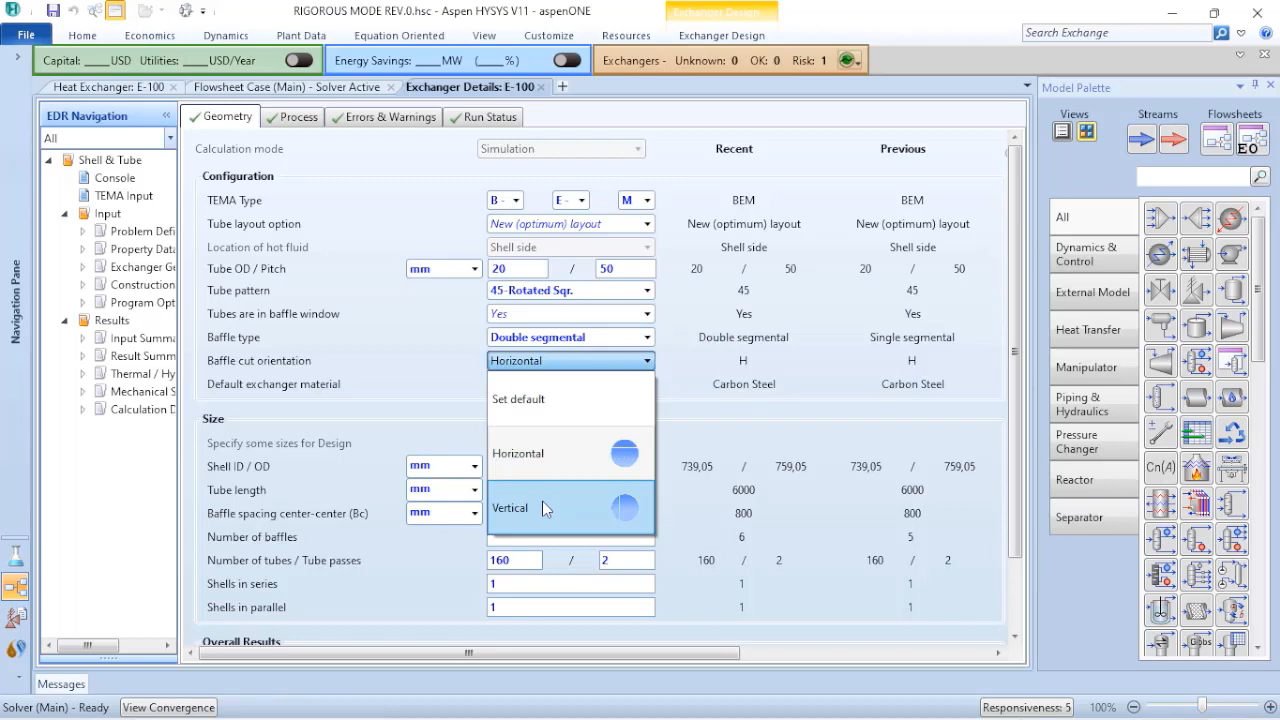 RIGOROUS MODE REV.0.hsc - Aspen HYSYS V11 - aspenONE
Exchanger Design
File Home Economics Dynamics Plant Data Equation Oriented View Customize Resources Exchanger Design
Search Exchange
Capital: ____USD Utilities: ____USD/Year
Energy Savings: ____MW (____%)
Exchangers - Unknown: 0 OK: 0 Risk: 1
Heat Exchanger: E-100
Flowsheet Case (Main) - Solver Active
Exchanger Details: E-100
Model Palette
EDR Navigation
All
Shell & Tube
Console
TEMA Input
Input
Problem Defi
Property Data
Exchanger Ge
Construction
Program Opt
Results
Input Summa
Result Summ
Thermal / Hy
Mechanical S
Calculation D
Navigation Pane
Geometry Process Errors & Warnings Run Status
Calculation mode Simulation Recent Previous
Configuration
TEMA Type B - E - M BEM BEM
Tube layout option New (optimum) layout New (optimum) layout New (optimum) layout
Location of hot fluid Shell side Shell side Shell side
Tube OD / Pitch mm 20 / 50 20 / 50 20 / 50
Tube pattern 45-Rotated Sqr. 45 45
Tubes are in baffle window Yes Yes Yes
Baffle type Double segmental Double segmental Single segmental
Baffle cut orientation Horizontal H H
Default exchanger material Carbon Steel Carbon Steel
Set default
Horizontal
Vertical
Size
Specify some sizes for Design
Shell ID / OD mm 739,05 / 759,05 739,05 / 759,05
Tube length mm 6000 6000
Baffle spacing center-center (Bc) mm 800 800
Number of baffles 6 5
Number of tubes / Tube passes 160 / 2 160 / 2 160 / 2
Shells in series 1 1 1
Shells in parallel 1 1 1
Overall Results
Views Streams Flowsheets
EO
All
Dynamics & Control
External Model
Heat Transfer
Manipulator
Piping & Hydraulics
Pressure Changer
Reactor
Separator
Cn(A)
Gibbs
Messages
Solver (Main) - Ready View Convergence
Responsiveness: 5 100%